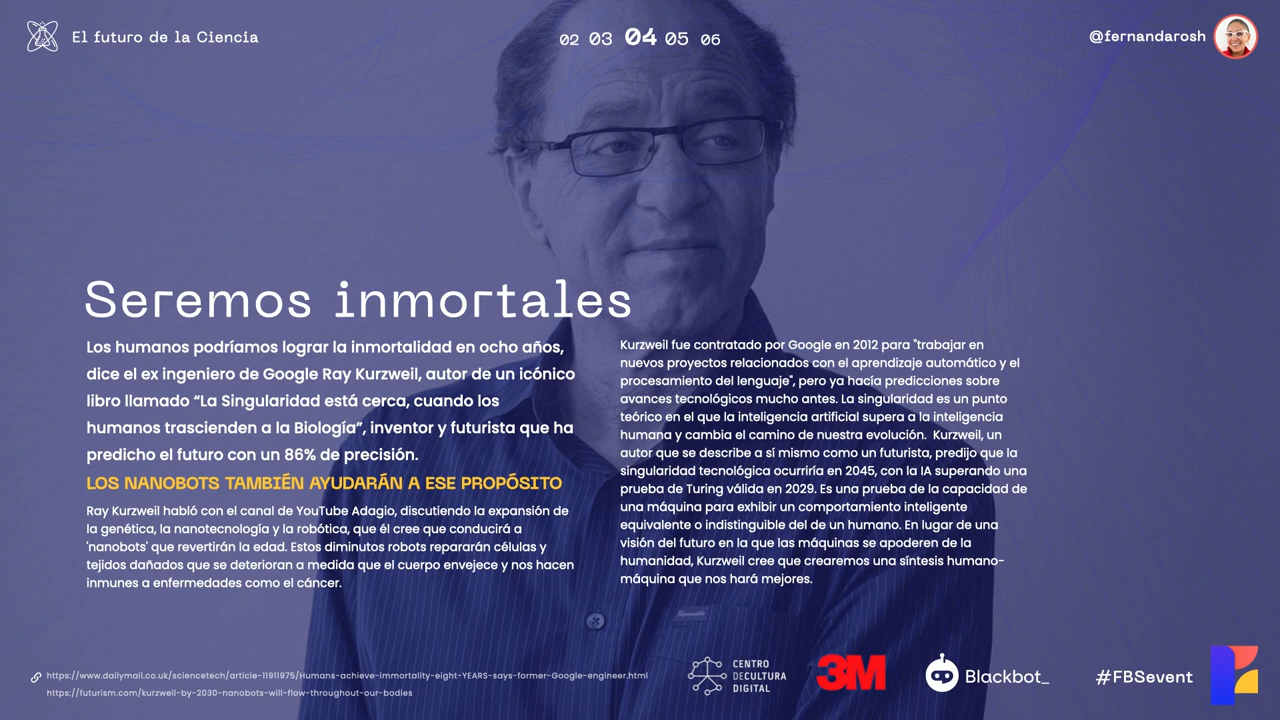 El futuro de la Ciencia
02 03 04 05 06
@fernandarosh
Seremos inmortales
Los humanos podríamos lograr la inmortalidad en ocho años,
dice el ex ingeniero de Google Ray Kurzweil, autor de un icónico
libro llamado “La Singularidad está cerca, cuando los
humanos trascienden a la Biología”, inventor y futurista que ha
predicho el futuro con un 86% de precisión.
LOS NANOBOTS TAMBIÉN AYUDARÁN A ESE PROPÓSITO
Ray Kurzweil habló con el canal de YouTube Adagio, discutiendo la expansión de
la genética, la nanotecnología y la robótica, que él cree que conducirá a
'nanobots' que revertirán la edad. Estos diminutos robots repararán células y
tejidos dañados que se deterioran a medida que el cuerpo envejece y nos hacen
inmunes a enfermedades como el cáncer.
Kurzweil fue contratado por Google en 2012 para "trabajar en
nuevos proyectos relacionados con el aprendizaje automático y el
procesamiento del lenguaje", pero ya hacía predicciones sobre
avances tecnológicos mucho antes. La singularidad es un punto
teórico en el que la inteligencia artificial supera a la inteligencia
humana y cambia el camino de nuestra evolución.  Kurzweil, un
autor que se describe a sí mismo como un futurista, predijo que la
singularidad tecnológica ocurriría en 2045, con la IA superando una
prueba de Turing válida en 2029. Es una prueba de la capacidad de
una máquina para exhibir un comportamiento inteligente
equivalente o indistinguible del de un humano. En lugar de una
visión del futuro en la que las máquinas se apoderen de la
humanidad, Kurzweil cree que crearemos una síntesis humano-
máquina que nos hará mejores.
https://www.dailymail.co.uk/sciencetech/article-11911975/Humans-achieve-immortality-eight-YEARS-says-former-Google-engineer.html
https://futurism.com/kurzweil-by-2030-nanobots-will-flow-throughout-our-bodies
CENTRO
DECULTURA
DIGITAL
3M
Blackbot_
#FBSevent